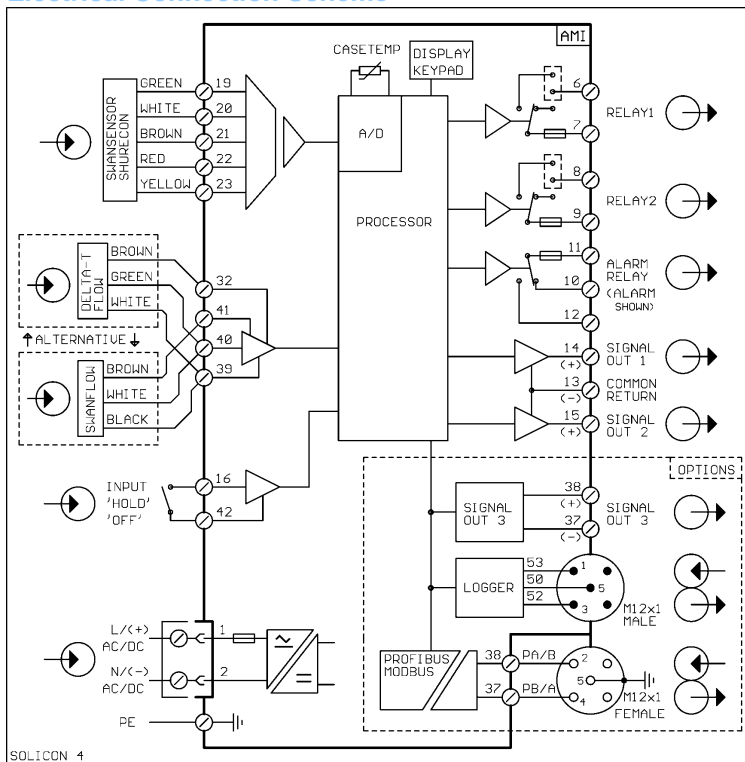 AMI
CASETEMP
DISPLAY
KEYPAD
A/D
PROCESSOR
SWANSENSOR
SHURECON
GREEN 19
WHITE 20
BROWN 21
RED 22
YELLOW 23
DELTA-T
FLOW
BROWN
GREEN
WHITE
32
41
40
39
↑ ALTERNATIVE ↓
SWANFLOW
BROWN
WHITE
BLACK
INPUT
'HOLD'
'OFF'
16
42
L/(+)
AC/DC
1
N/(-)
AC/DC
2
PE
6
7
RELAY1
8
9
RELAY2
11
10
12
ALARM
RELAY
(ALARM
SHOWN)
14
(+)
SIGNAL
OUT 1
13
(-)
COMMON
RETURN
15
(+)
SIGNAL
OUT 2
OPTIONS
SIGNAL
OUT 3
38
(+)
37
(-)
SIGNAL
OUT 3
LOGGER
53
50
52
1
5
3
M12x1
MALE
PROFIBUS
MODBUS
38 PA/B
37 PB/A
2
5
4
M12x1
FEMALE
SOLICON 4